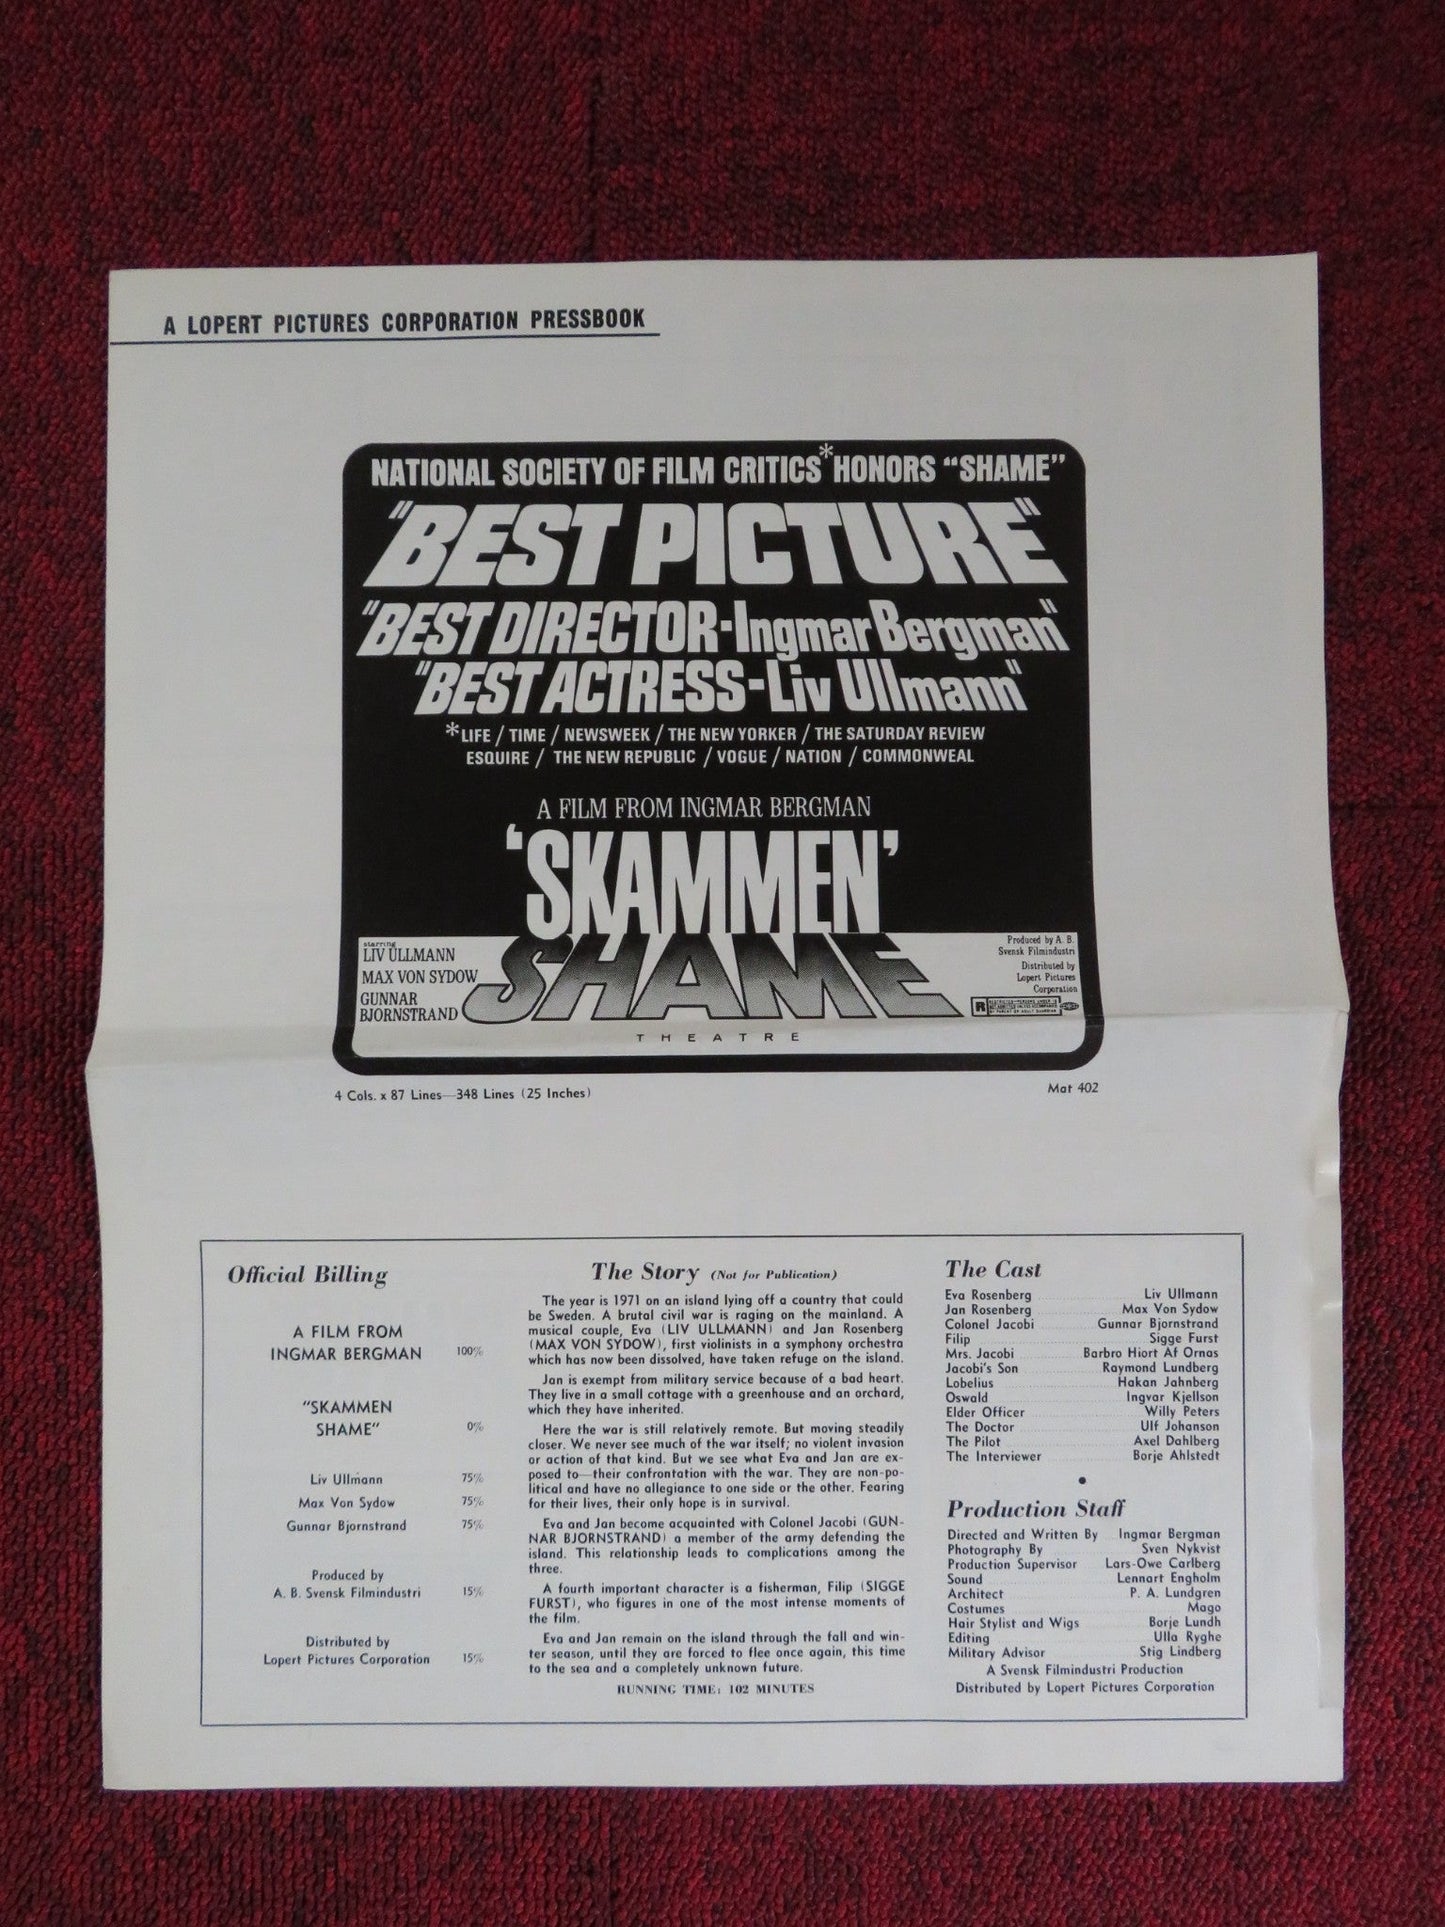 A LOPERT PICTURES CORPORATION PRESSBOOK
NATIONAL SOCIETY OF FILM CRITICS* HONORS "SHAME"
"BEST PICTURE"
"BEST DIRECTOR-Ingmar Bergman"
"BEST ACTRESS-Liv Ullmann"
*LIFE / TIME / NEWSWEEK / THE NEW YORKER / THE SATURDAY REVIEW
ESQUIRE / THE NEW REPUBLIC / VOGUE / NATION / COMMONWEAL
A FILM FROM INGMAR BERGMAN
'SKAMMEN'
SHAME
starring
LIV ULLMANN
MAX VON SYDOW
GUNNAR
BJORNSTRAND
Produced by A. B.
Svensk Filmindustri
Distributed by
Lopert Pictures
Corporation
R RESTRICTED—PERSONS UNDER 16
NOT ADMITTED UNLESS ACCOMPANIED
BY PARENT OR ADULT GUARDIAN
THEATRE
4 Cols. x 87 Lines—348 Lines (25 Inches)
Mat 402
Official Billing
A FILM FROM
INGMAR BERGMAN 100%
"SKAMMEN
SHAME" 0%
Liv Ullmann 75%
Max Von Sydow 75%
Gunnar Bjornstrand 75%
Produced by
A. B. Svensk Filmindustri 15%
Distributed by
Lopert Pictures Corporation 15%
The Story (Not for Publication)
The year is 1971 on an island lying off a country that could
be Sweden. A brutal civil war is raging on the mainland. A
musical couple, Eva (LIV ULLMANN) and Jan Rosenberg
(MAX VON SYDOW), first violinists in a symphony orchestra
which has now been dissolved, have taken refuge on the island.
Jan is exempt from military service because of a bad heart.
They live in a small cottage with a greenhouse and an orchard,
which they have inherited.
Here the war is still relatively remote. But moving steadily
closer. We never see much of the war itself; no violent invasion
or action of that kind. But we see what Eva and Jan are ex-
posed to—their confrontation with the war. They are non-po-
litical and have no allegiance to one side or the other. Fearing
for their lives, their only hope is in survival.
Eva and Jan become acquainted with Colonel Jacobi (GUN-
NAR BJORNSTRAND) a member of the army defending the
island. This relationship leads to complications among the
three.
A fourth important character is a fisherman, Filip (SIGGE
FURST), who figures in one of the most intense moments of
the film.
Eva and Jan remain on the island through the fall and win-
ter season, until they are forced to flee once again, this time
to the sea and a completely unknown future.
RUNNING TIME: 102 MINUTES
The Cast
Eva Rosenberg Liv Ullmann
Jan Rosenberg Max Von Sydow
Colonel Jacobi Gunnar Bjornstrand
Filip Sigge Furst
Mrs. Jacobi Barbro Hiort Af Ornas
Jacobi's Son Raymond Lundberg
Lobelius Hakan Jahnberg
Oswald Ingvar Kjellson
Elder Officer Willy Peters
The Doctor Ulf Johanson
The Pilot Axel Dahlberg
The Interviewer Borje Ahlstedt
Production Staff
Directed and Written By Ingmar Bergman
Photography By Sven Nykvist
Production Supervisor Lars-Owe Carlberg
Sound Lennart Engholm
Architect P. A. Lundgren
Costumes Mago
Hair Stylist and Wigs Borje Lundh
Editing Ulla Ryghe
Military Advisor Stig Lindberg
A Svensk Filmindustri Production
Distributed by Lopert Pictures Corporation